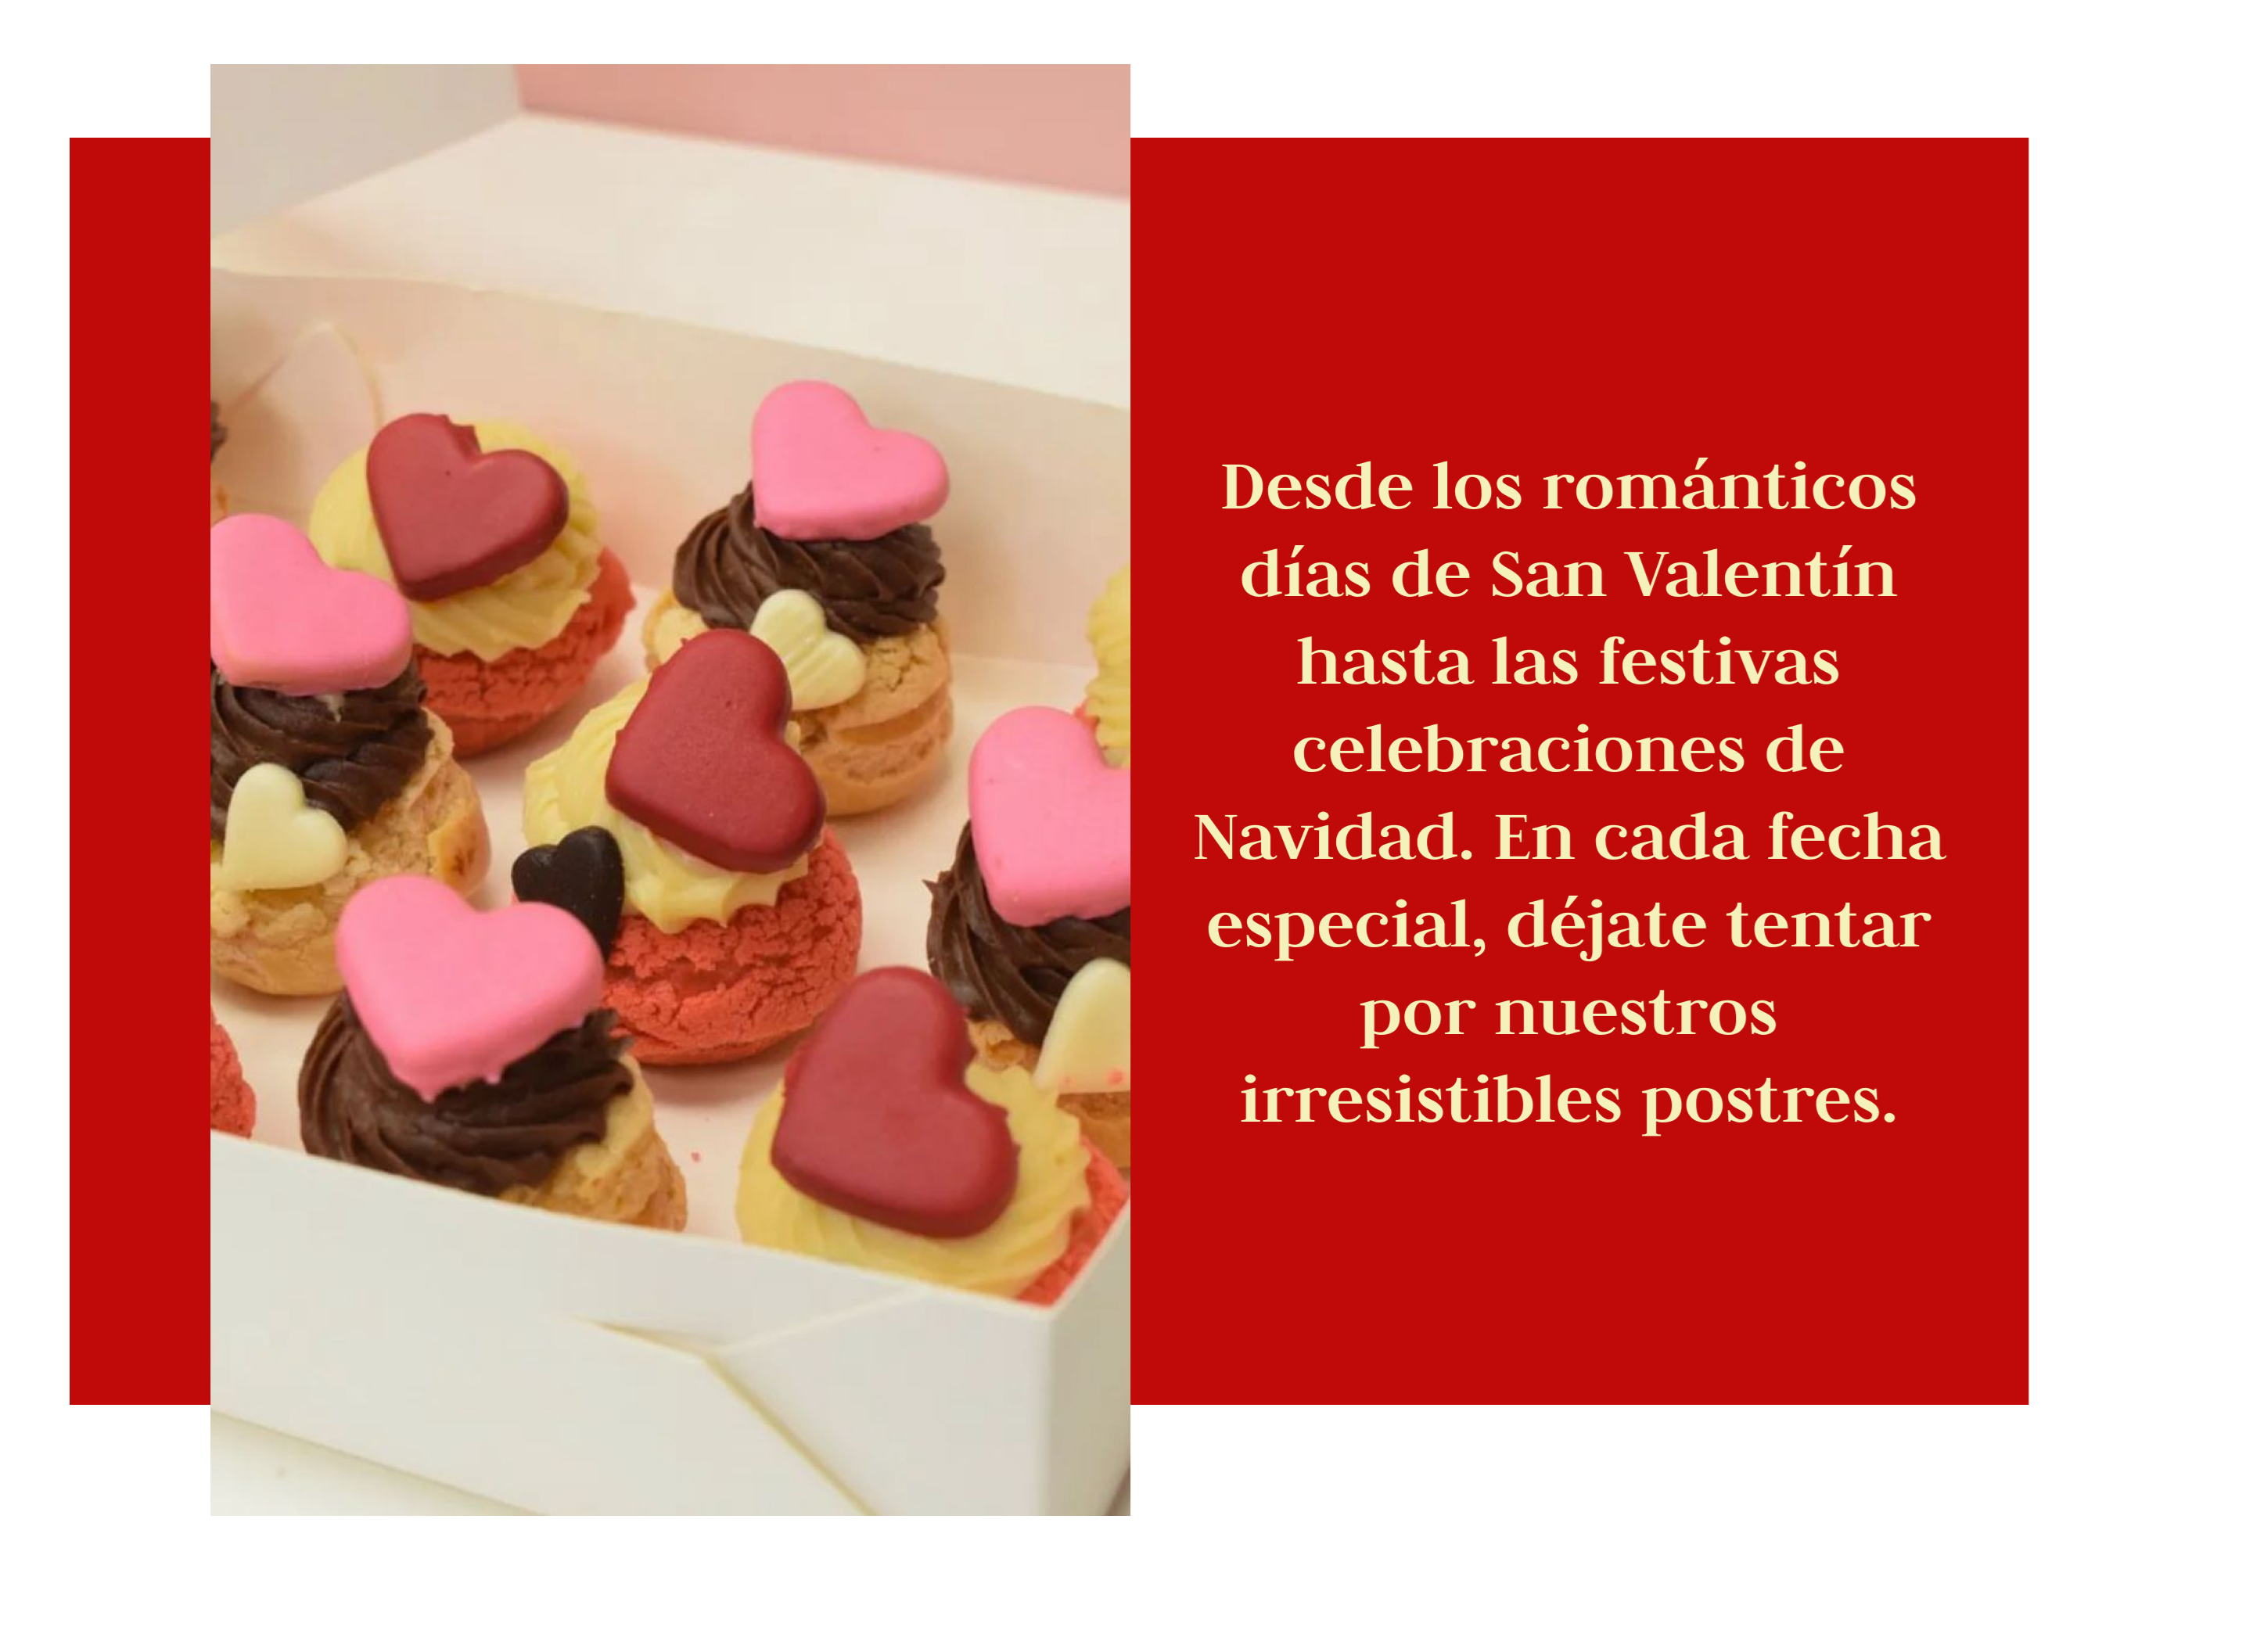 Desde los románticos
días de San Valentín
hasta las festivas
celebraciones de
Navidad. En cada fecha
especial, déjate tentar
por nuestros
irresistibles postres.